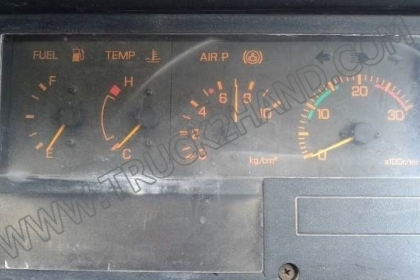 FUEL TEMP AIR.P
F H 6 8 20
4 10 10 30
2
E C 0 0
kg/cm² x100r/min
WWW.TRUCK2HAND.COM